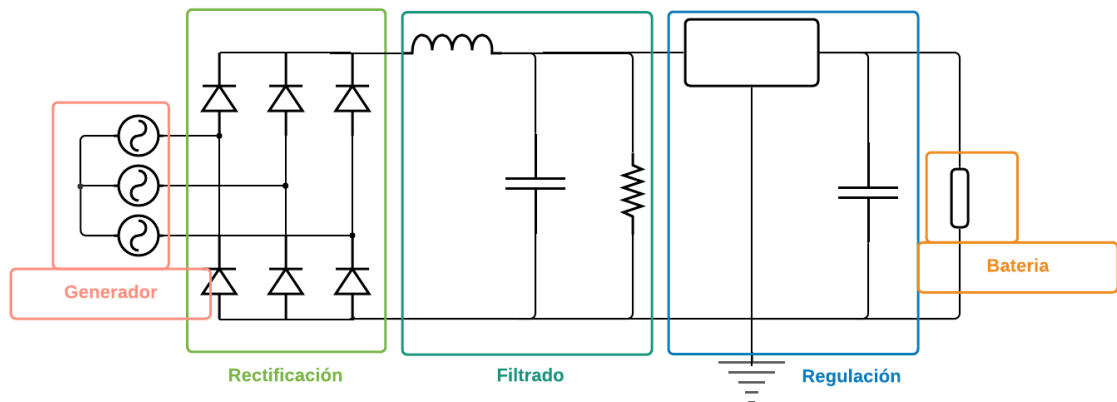 Generador
Bateria
Rectificación
Filtrado
Regulación